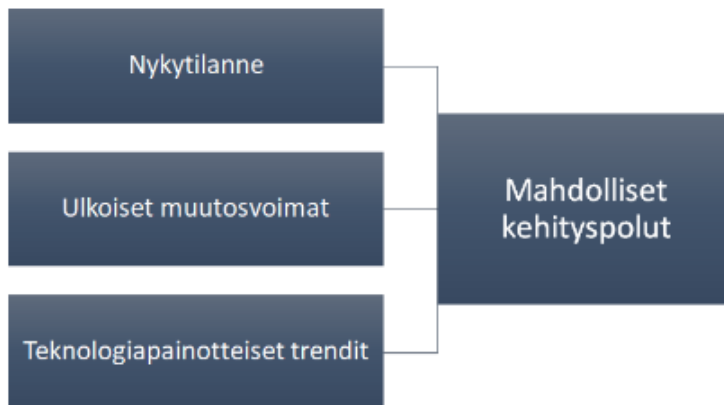 Nykytilanne
Ulkoiset muutosvoimat
Teknologiapainotteiset trendit
Mahdolliset
kehityspolut